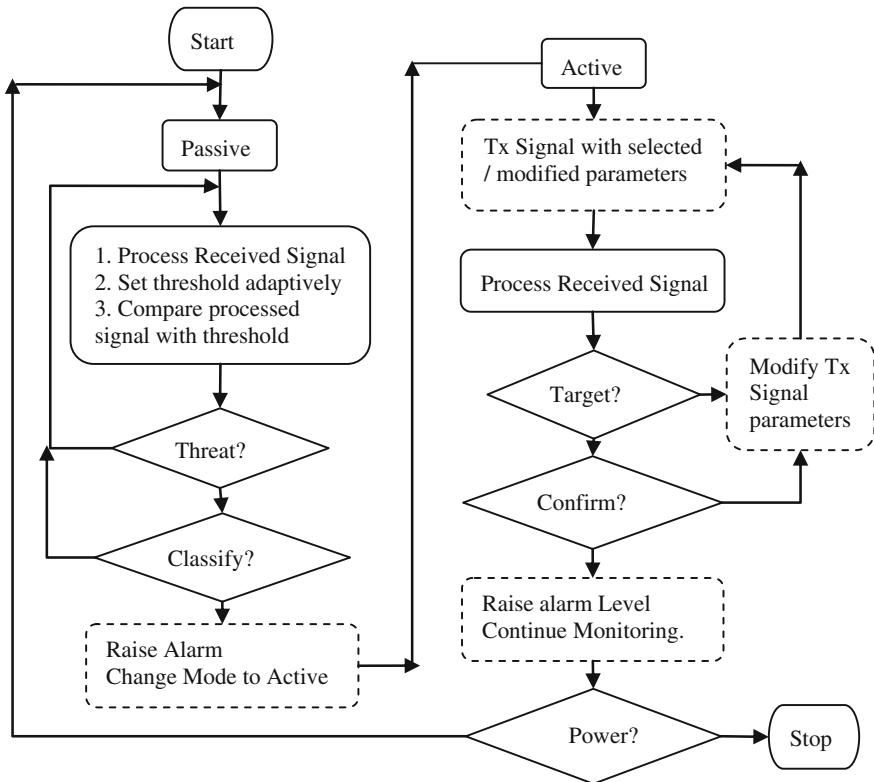 Start
Passive
1. Process Received Signal
2. Set threshold adaptively
3. Compare processed
signal with threshold
Threat?
Classify?
Raise Alarm
Change Mode to Active
Active
Tx Signal with selected
/ modified parameters
Process Received Signal
Target?
Modify Tx
Signal
parameters
Confirm?
Raise alarm Level
Continue Monitoring.
Power?
Stop